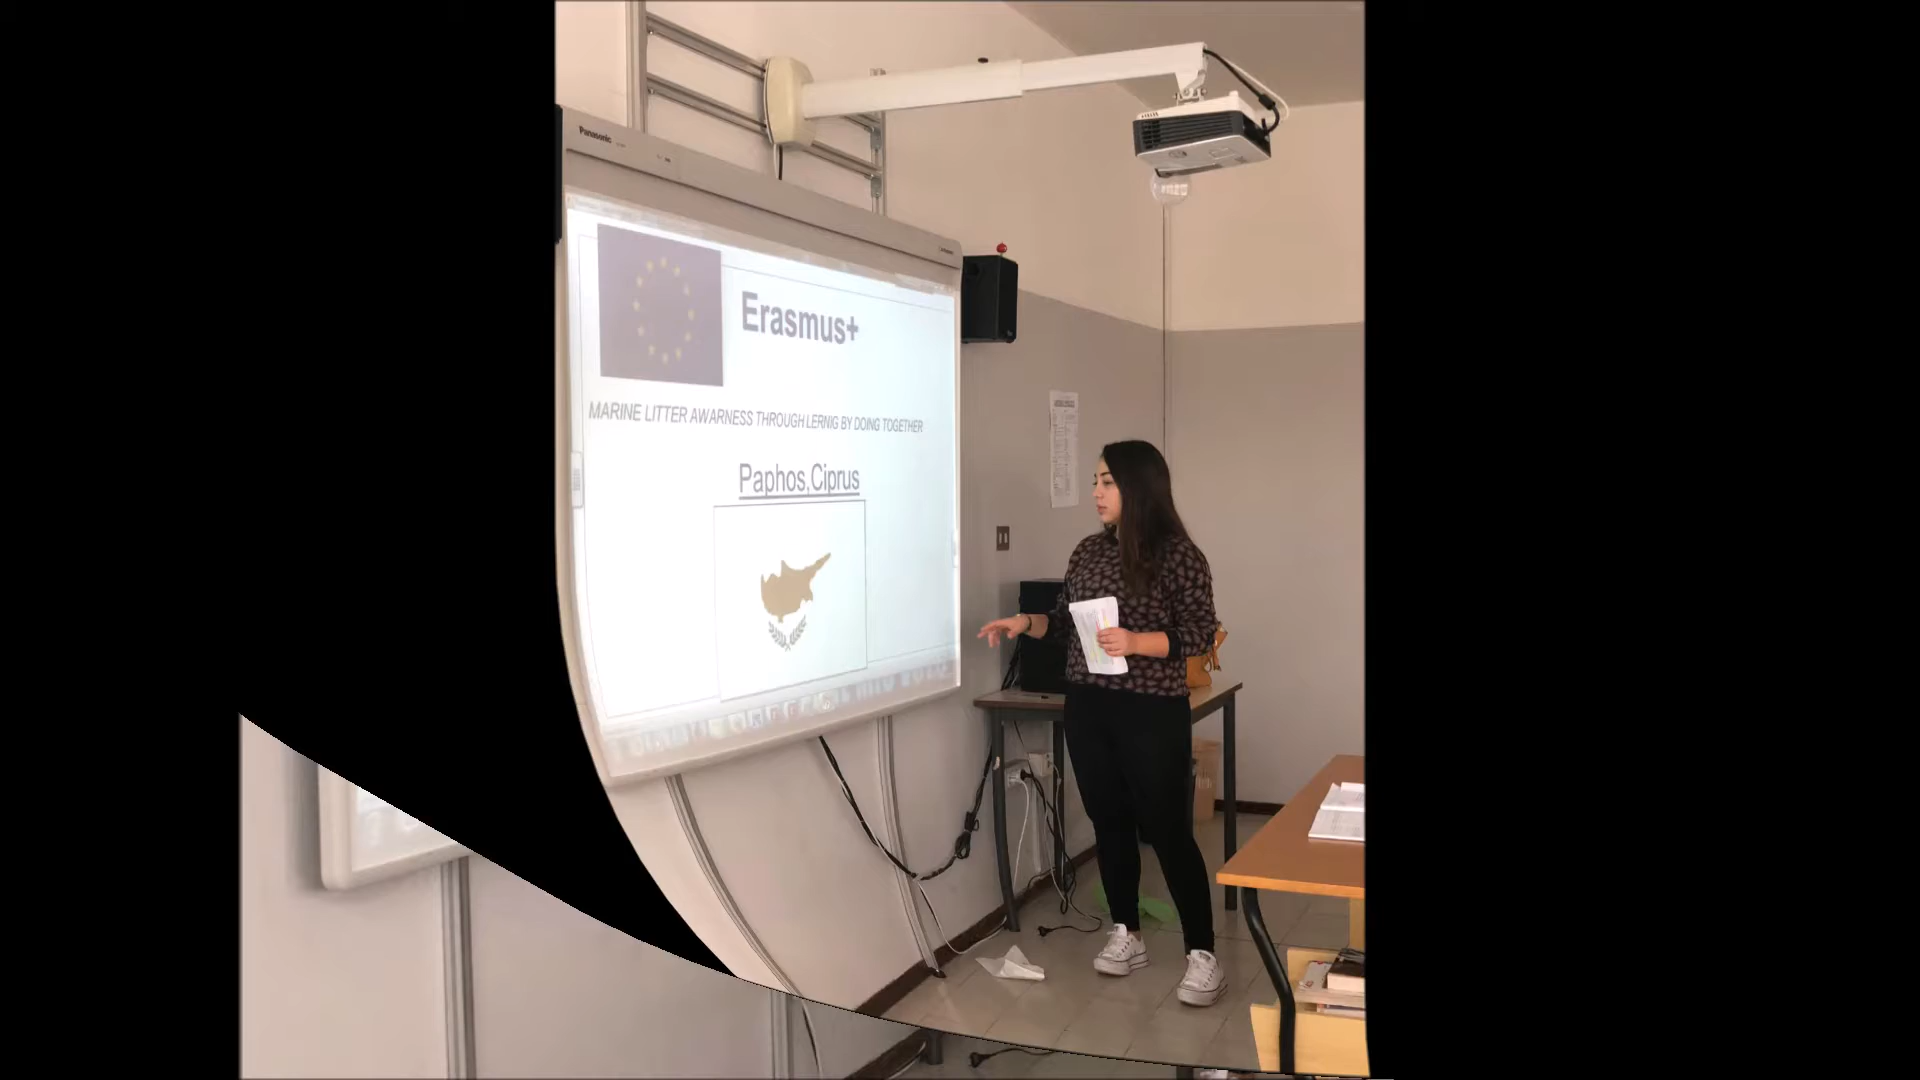 Panasonic
Erasmus+
MARINE LITTER AWARNESS THROUGH LERNIG BY DOING TOGETHER
Paphos,Ciprus